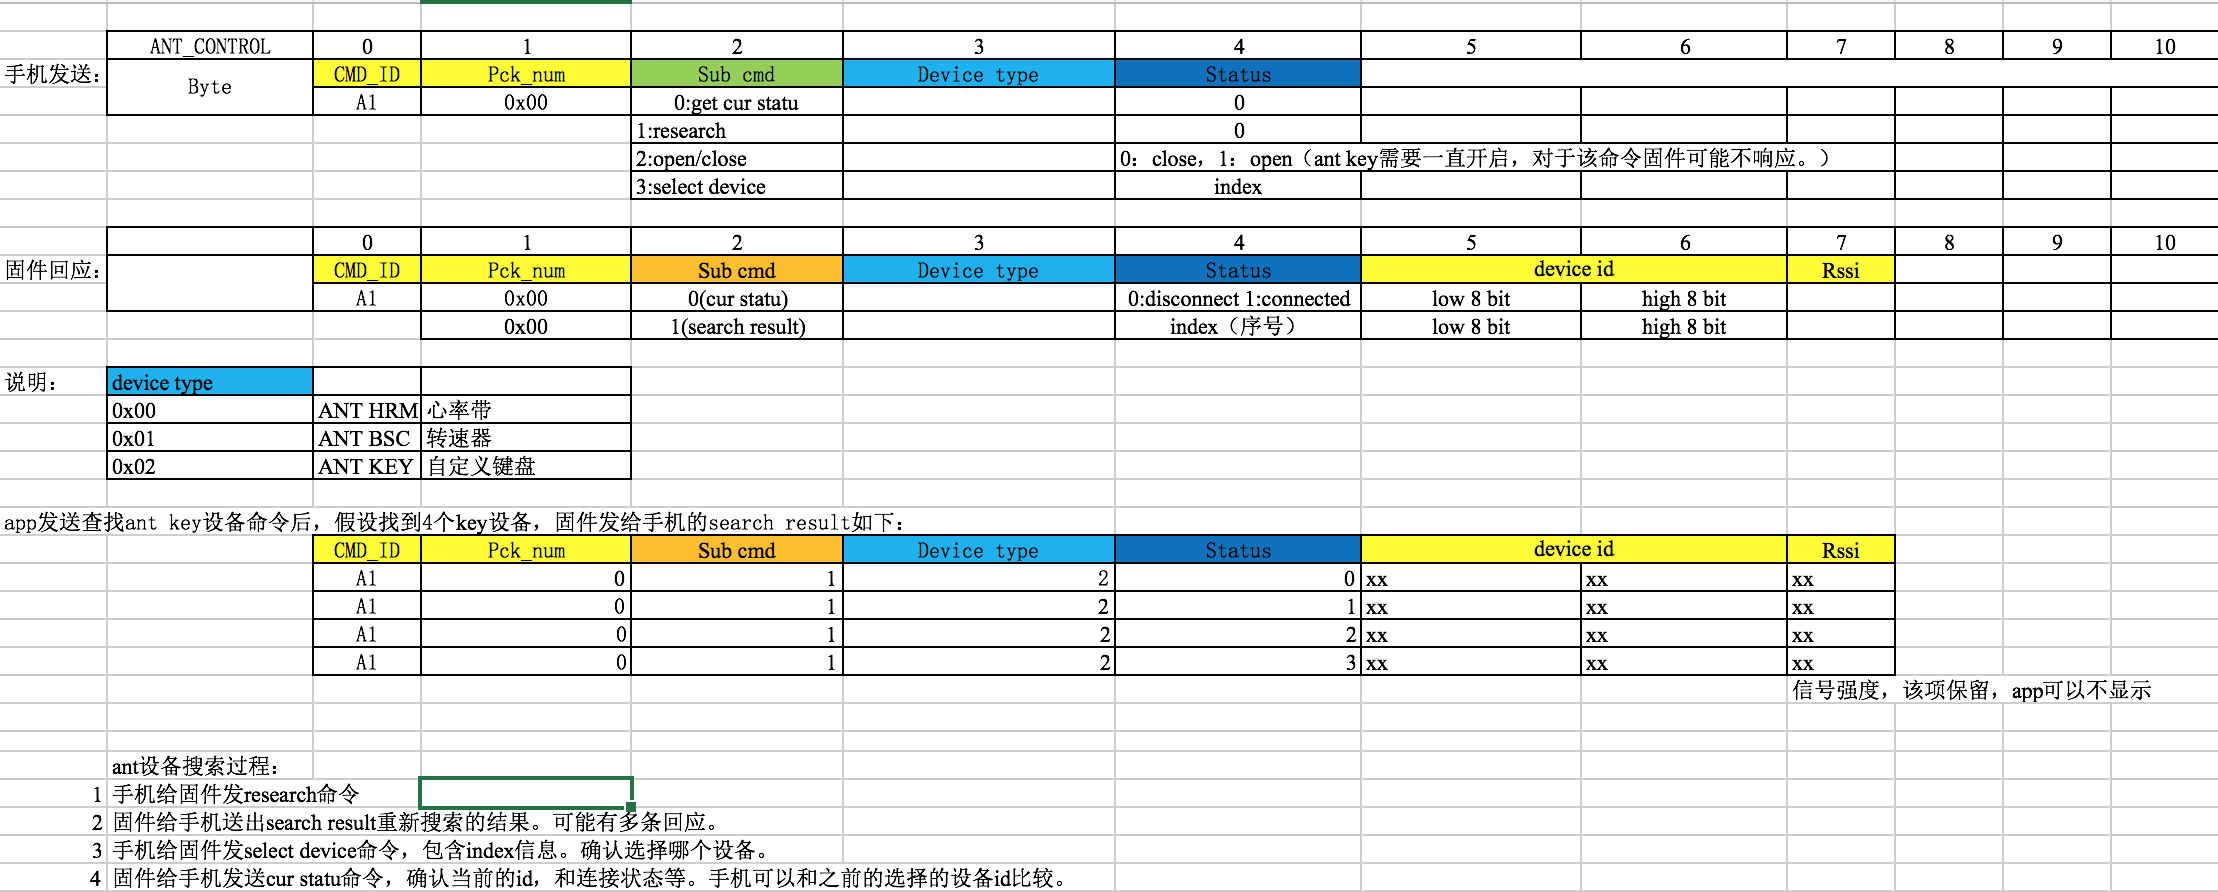 ANT_CONTROL 0 1 2 3 4 5 6 7 8 9 10
手机发送： Byte CMD_ID Pck_num Sub cmd Device type Status
A1 0x00 0:get cur statu 0
1:research 0
2:open/close 0：close，1：open（ant key需要一直开启，对于该命令固件可能不响应。）
3:select device index
0 1 2 3 4 5 6 7 8 9 10
固件回应： CMD_ID Pck_num Sub cmd Device type Status device id Rssi
A1 0x00 0(cur statu) 0:disconnect 1:connected low 8 bit high 8 bit
0x00 1(search result) index（序号） low 8 bit high 8 bit
说明： device type
0x00 ANT HRM 心率带
0x01 ANT BSC 转速器
0x02 ANT KEY 自定义键盘
app发送查找ant key设备命令后，假设找到4个key设备，固件发给手机的search result如下：
CMD_ID Pck_num Sub cmd Device type Status device id Rssi
A1 0 1 2 0 xx xx xx
A1 0 1 2 1 xx xx xx
A1 0 1 2 2 xx xx xx
A1 0 1 2 3 xx xx xx
信号强度，该项保留，app可以不显示
ant设备搜索过程：
1 手机给固件发research命令
2 固件给手机送出search result重新搜索的结果。可能有多条回应。
3 手机给固件发select device命令，包含index信息。确认选择哪个设备。
4 固件给手机发送cur statu命令，确认当前的id，和连接状态等。手机可以和之前的选择的设备id比较。